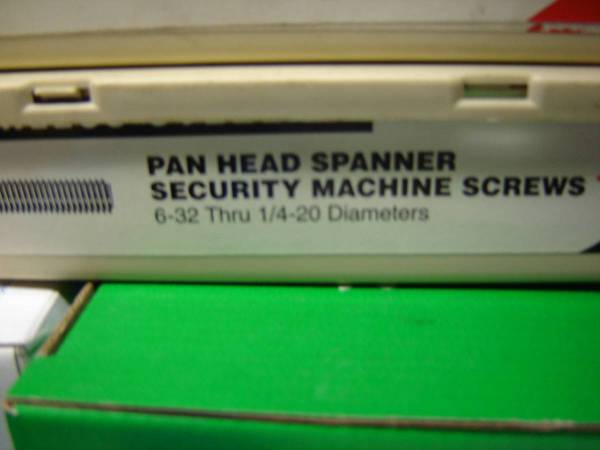 PAN HEAD SPANNER
SECURITY MACHINE SCREWS
6-32 Thru 1/4-20 Diameters